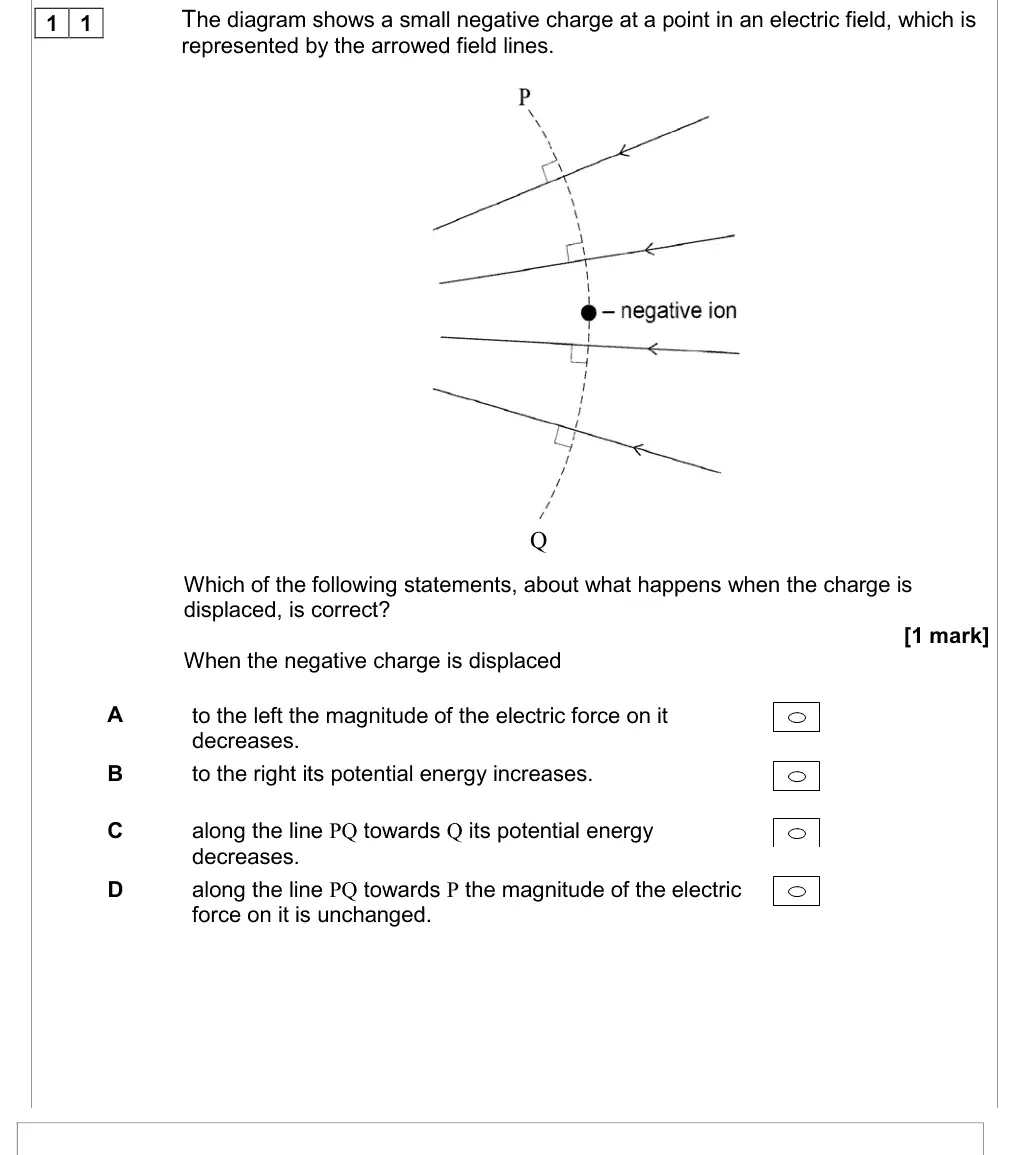 1 1
The diagram shows a small negative charge at a point in an electric field, which is
represented by the arrowed field lines.
P
– negative ion
Q
Which of the following statements, about what happens when the charge is
displaced, is correct?
[1 mark]
When the negative charge is displaced
A to the left the magnitude of the electric force on it
decreases.
B to the right its potential energy increases.
C along the line PQ towards Q its potential energy
decreases.
D along the line PQ towards P the magnitude of the electric
force on it is unchanged.